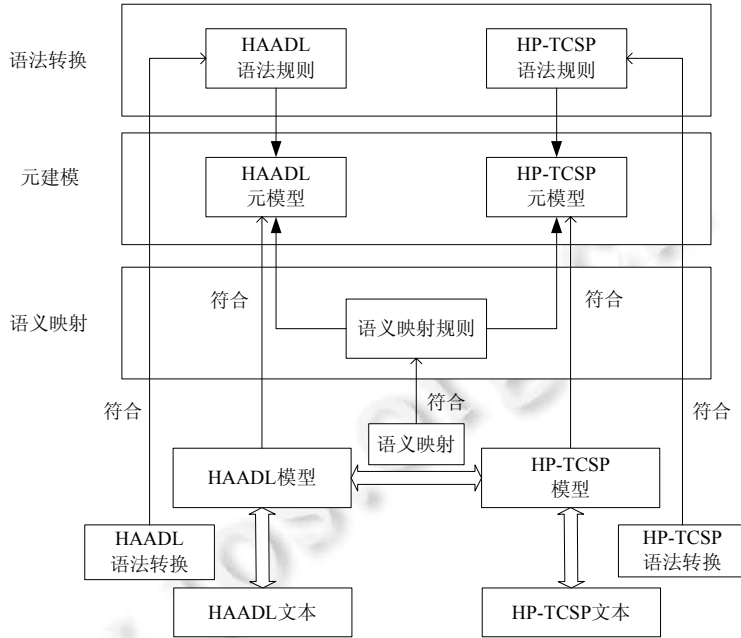 语法转换
HAADL
语法规则
HP-TCSP
语法规则
元建模
HAADL
元模型
HP-TCSP
元模型
语义映射
符合
语义映射规则
符合
符合
符合
符合
语义映射
HAADL模型
HP-TCSP
模型
HAADL
语法转换
HP-TCSP
语法转换
HAADL文本
HP-TCSP文本